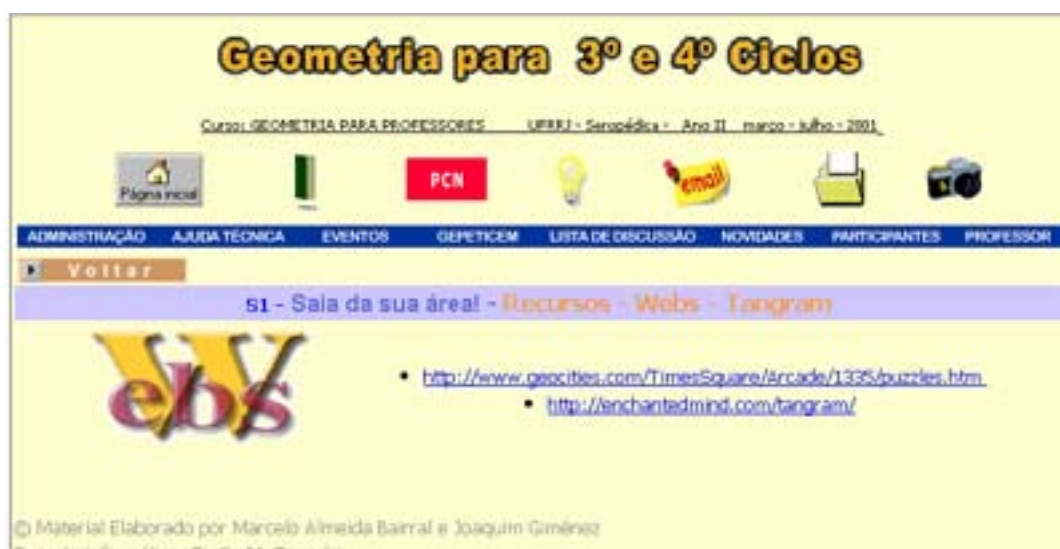 Geometria para 3º e 4º Ciclos
Curso: GEOMETRIA PARA PROFESSORES UFRRJ - Seropédica - Ano II março - julho - 2001
Página inicial
PCN
email
ADMINISTRAÇÃO AJUDA TÉCNICA EVENTOS GEPETICEM LISTA DE DISCUSSÃO NOVIDADES PARTICIPANTES PROFESSOR
Voltar
S1 - Saia da sua área! - Recursos - Webs - Tangram
Webs
http://www.geocities.com/TimesSquare/Arcade/1335/puzzles.htm
http://enchantedmind.com/tangram/
© Material Elaborado por Marcelo Almeida Bairral e Joaquim Giménez